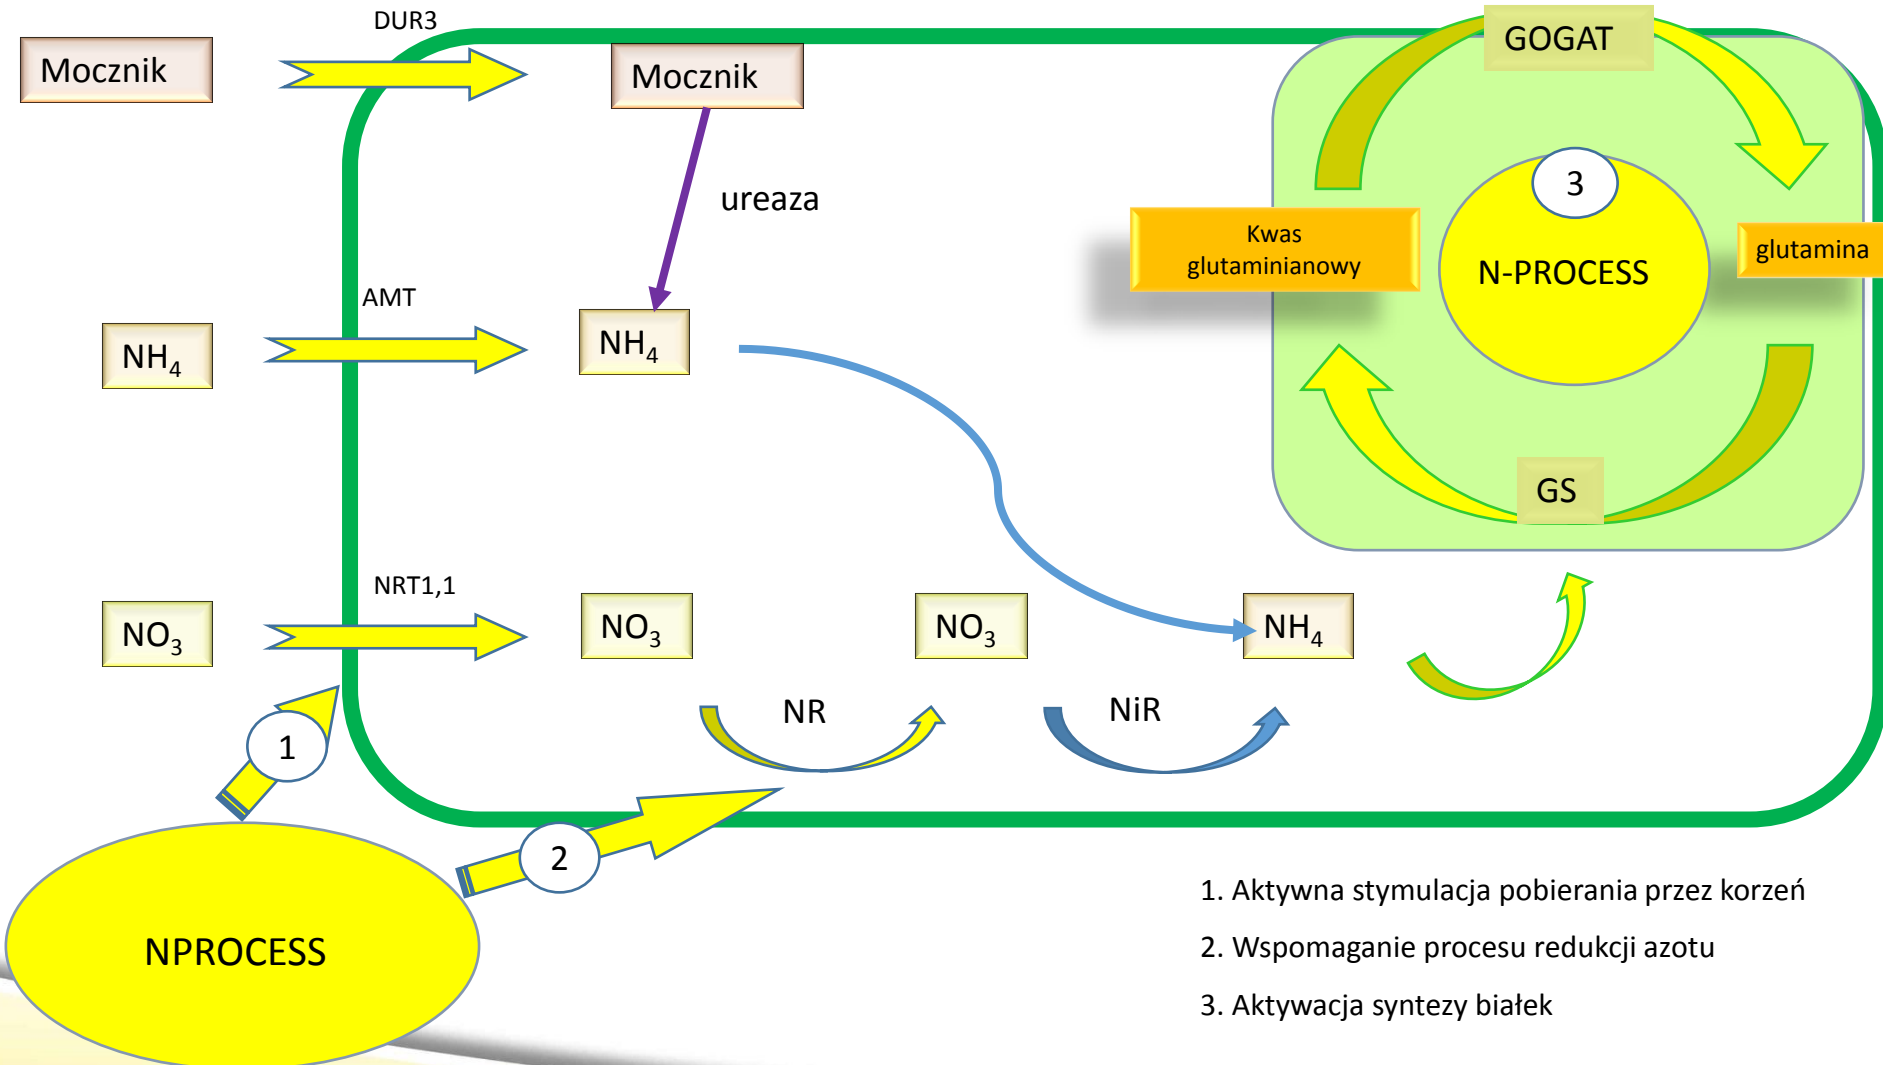 DUR3
Mocznik
Mocznik
GOGAT
ureaza
3
Kwas
glutaminianowy
N-PROCESS
glutamina
AMT
NH₄
NH₄
GS
NRT1,1
NO₃
NO₃
NO₃
NH₄
NR
NiR
1
2
NPROCESS
1. Aktywna stymulacja pobierania przez korzeń
2. Wspomaganie procesu redukcji azotu
3. Aktywacja syntezy białek